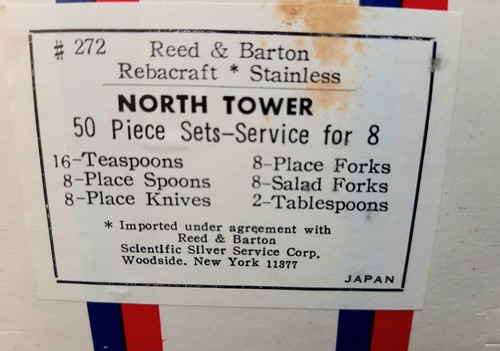 # 272 Reed & Barton
Rebacraft * Stainless
NORTH TOWER
50 Piece Sets-Service for 8
16-Teaspoons 8-Place Forks
8-Place Spoons 8-Salad Forks
8-Place Knives 2-Tablespoons
* Imported under agreement with
Reed & Barton
Scientific Silver Service Corp.
Woodside, New York 11377
JAPAN